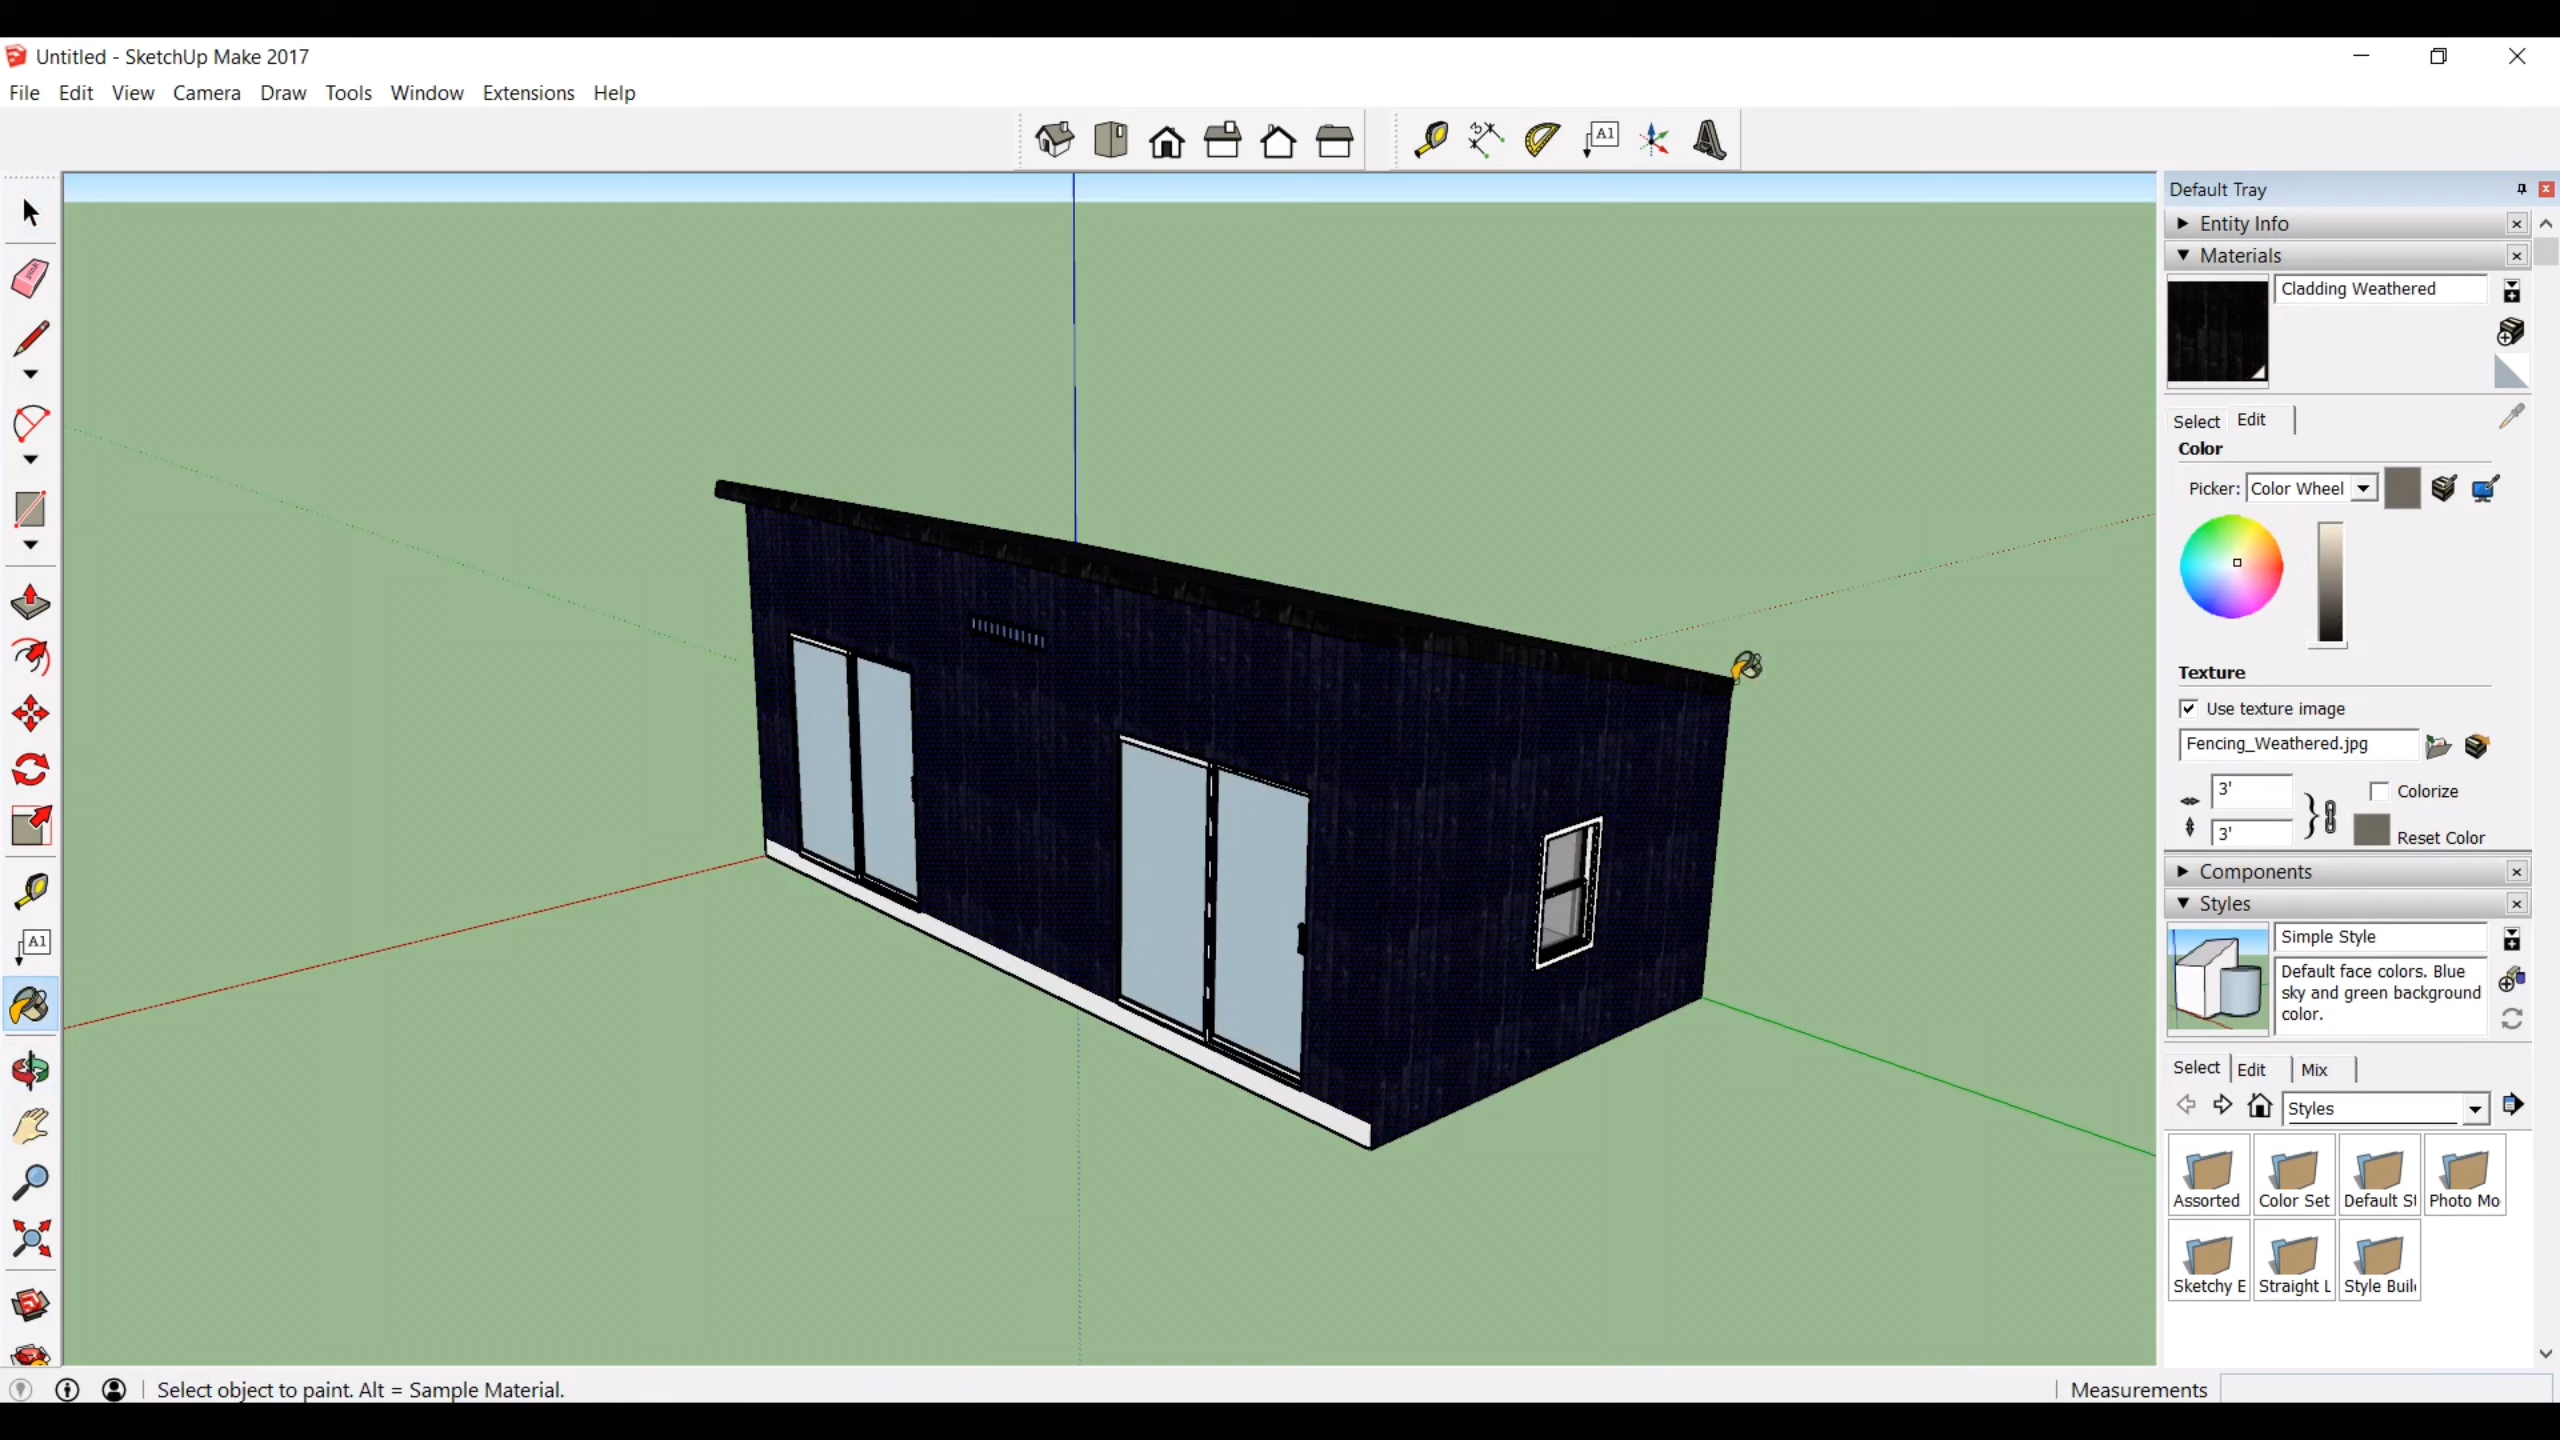 Untitled - SketchUp Make 2017
File Edit View Camera Draw Tools Window Extensions Help
A1
Default Tray
Entity Info
Materials
Cladding Weathered
Select Edit
Color
Picker: Color Wheel
Texture
Use texture image
Fencing_Weathered.jpg
3' Colorize
3' Reset Color
Components
Styles
Simple Style
Default face colors. Blue
sky and green background
color.
Select Edit Mix
Styles
Assorted Color Set Default St Photo Mo
Sketchy E Straight L Style Buil
A1
Select object to paint. Alt = Sample Material.
Measurements